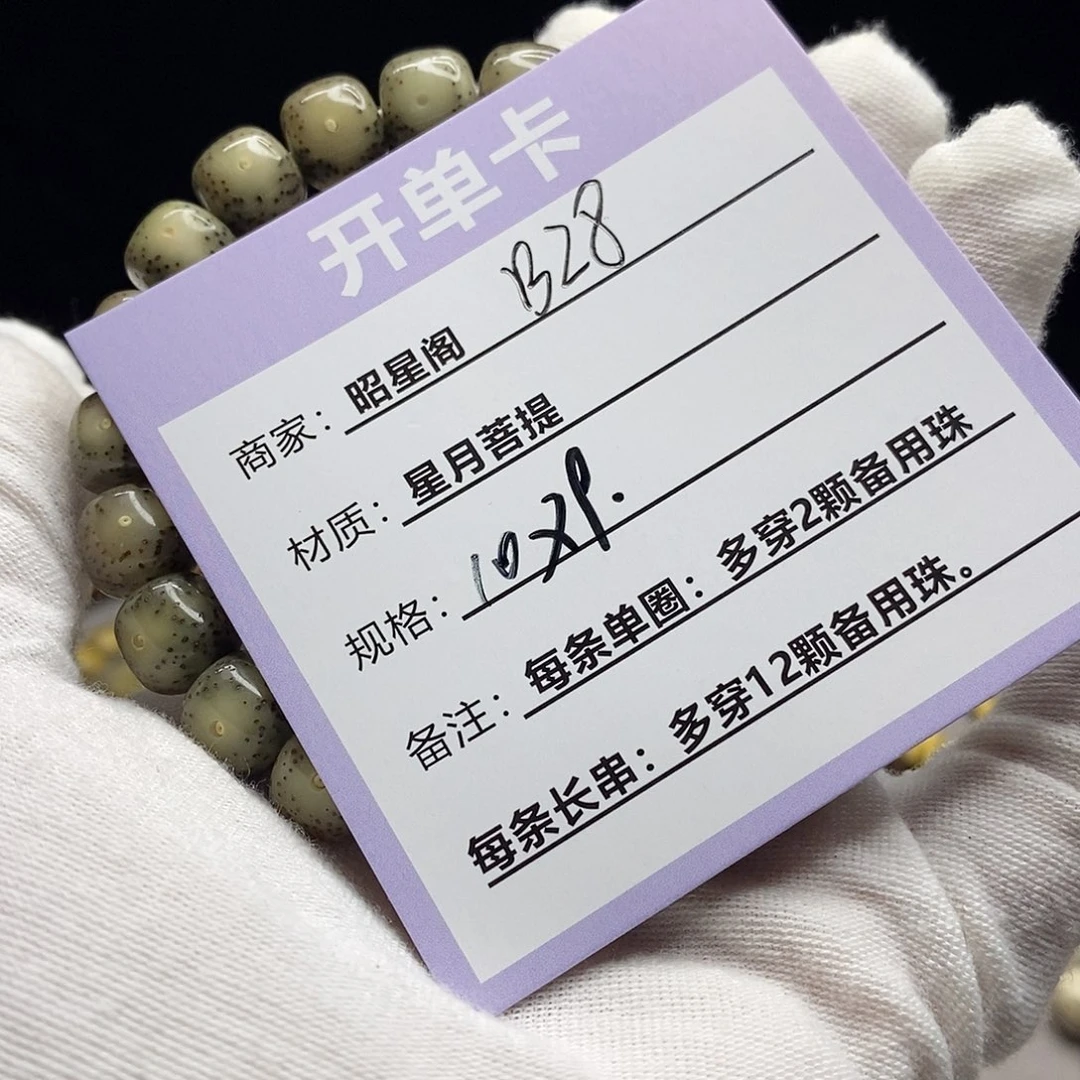 开单卡
B28
商家：昭星阁
材质：星月菩提
规格：10x
备注：每条单圈：多穿2颗备用珠
每条长串：多穿12颗备用珠。